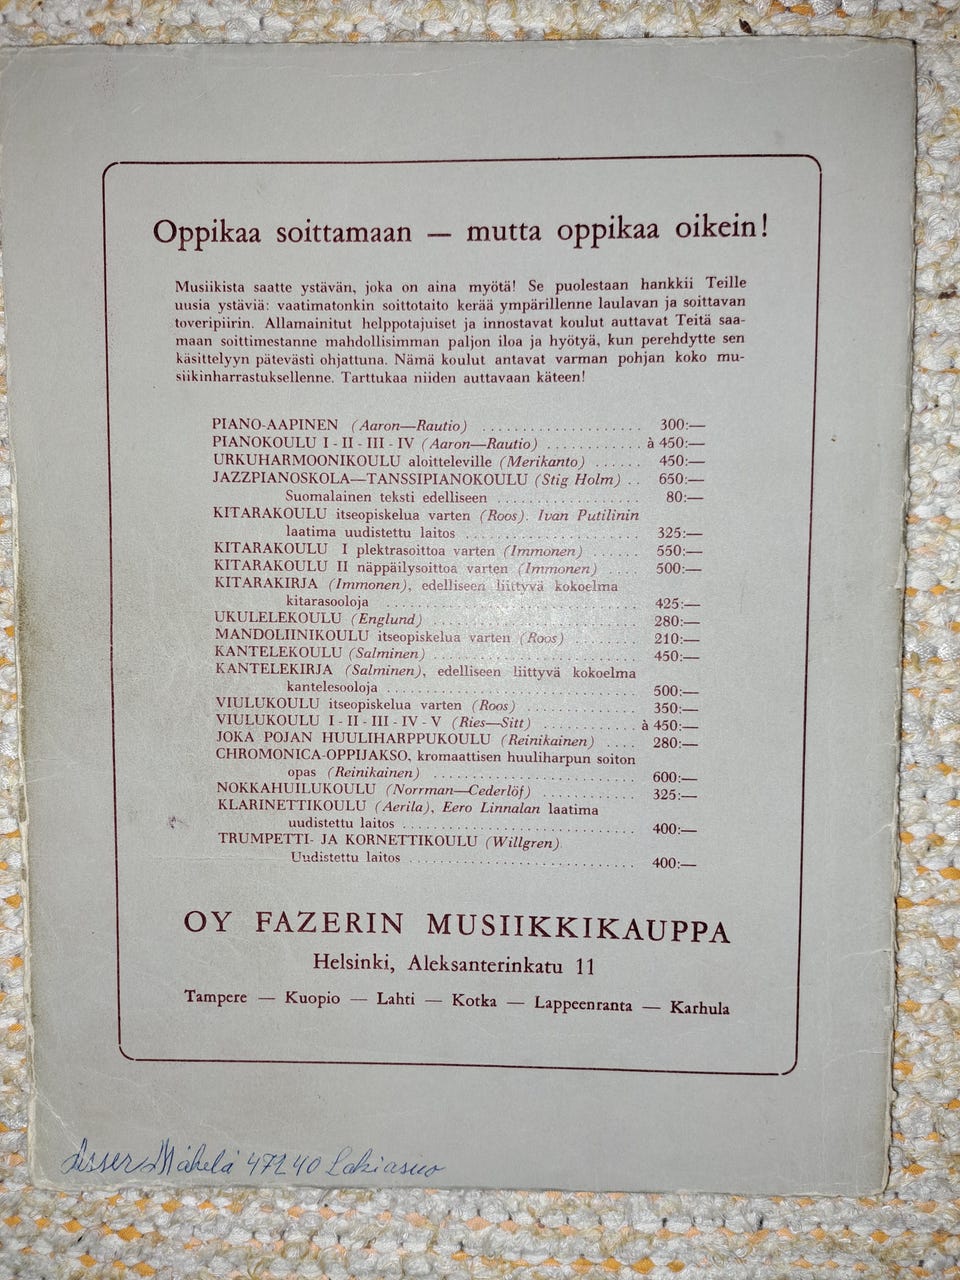 Oppikaa soittamaan — mutta oppikaa oikein!
Musiikista saatte ystävän, joka on aina myötä! Se puolestaan hankkii Teille
uusia ystäviä: vaatimatonkin soittotaito kerää ympärillenne laulavan ja soittavan
toveripiirin. Allamainitut helppotajuiset ja innostavat koulut auttavat Teitä saa-
maan soittimestanne mahdollisimman paljon iloa ja hyötyä, kun perehdytte sen
käsittelyyn pätevästi ohjattuna. Nämä koulut antavat varman pohjan koko mu-
siikinharrastuksellenne. Tarttukaa niiden auttavaan käteen!
PIANO-AAPINEN (Aaron—Rautio) .................... 300:—
PIANOKOULU I - II - III - IV (Aaron—Rautio) ............ à 450:—
URKUHARMOONIKOULU aloitteleville (Merikanto) ...... 450:—
JAZZPIANOSKOLA—TANSSIPIANOKOULU (Stig Holm) .. 650:—
Suomalainen teksti edelliseen .................. 80:—
KITARAKOULU itseopiskelua varten (Roos). Ivan Putilinin
laatima uudistettu laitos ...................... 325:—
KITARAKOULU I plektrasoittoa varten (Immonen) ...... 550:—
KITARAKOULU II näppäilysoittoa varten (Immonen) .... 500:—
KITARAKIRJA (Immonen), edelliseen liittyvä kokoelma
kitarasooloja ................................ 425:—
UKULELEKOULU (Englund) .......................... 280:—
MANDOLIINIKOULU itseopiskelua varten (Roos) ........ 210:—
KANTELEKOULU (Salminen) .......................... 450:—
KANTELEKIRJA (Salminen), edelliseen liittyvä kokoelma
kantelesooloja ................................ 500:—
VIULUKOULU itseopiskelua varten (Roos) .............. 350:—
VIULUKOULU I - II - III - IV - V (Ries—Sitt) ............ à 450:—
JOKA POJAN HUULIHARPPUKOULU (Reinikainen) .... 280:—
CHROMONICA-OPPIJAKSO, kromaattisen huuliharpun soiton
opas (Reinikainen) .......................... 600:—
NOKKAHUILUKOULU (Norrman—Cederlöf) ............ 325:—
KLARINETTIKOULU (Aerila), Eero Linnalan laatima
uudistettu laitos .............................. 400:—
TRUMPETTI- JA KORNETTIKOULU (Willgren).
Uudistettu laitos .............................. 400:—
OY FAZERIN MUSIIKKIKAUPPA
Helsinki, Aleksanterinkatu 11
Tampere — Kuopio — Lahti — Kotka — Lappeenranta — Karhula
47240